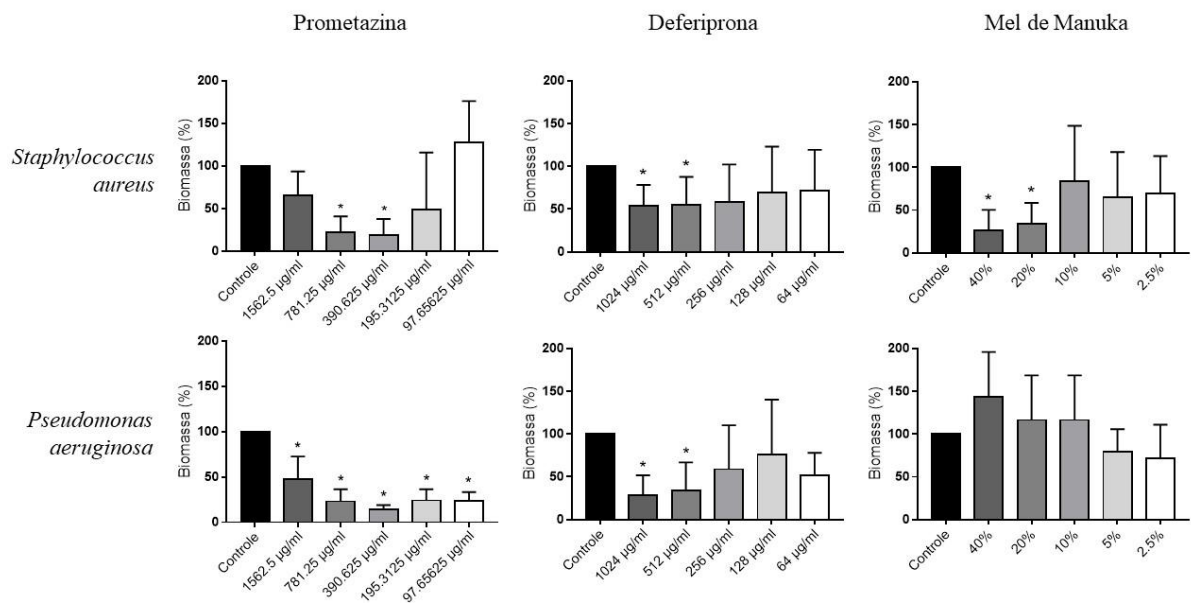 Prometazina
Deferiprona
Mel de Manuka
Staphylococcus
aureus
Biomassa (%)
200
150
100
50
0
*
*
Controle
1562.5 µg/ml
781.25 µg/ml
390.625 µg/ml
195.3125 µg/ml
97.65625 µg/ml
Biomassa (%)
200
150
100
50
0
*
*
Controle
1024 µg/ml
512 µg/ml
256 µg/ml
128 µg/ml
64 µg/ml
Biomassa (%)
200
150
100
50
0
*
*
Controle
40%
20%
10%
5%
2.5%
Pseudomonas
aeruginosa
Biomassa (%)
200
150
100
50
0
*
*
*
*
*
Controle
1562.5 µg/ml
781.25 µg/ml
390.625 µg/ml
195.3125 µg/ml
97.65625 µg/ml
Biomassa (%)
200
150
100
50
0
*
*
Controle
1024 µg/ml
512 µg/ml
256 µg/ml
128 µg/ml
64 µg/ml
Biomassa (%)
200
150
100
50
0
Controle
40%
20%
10%
5%
2.5%